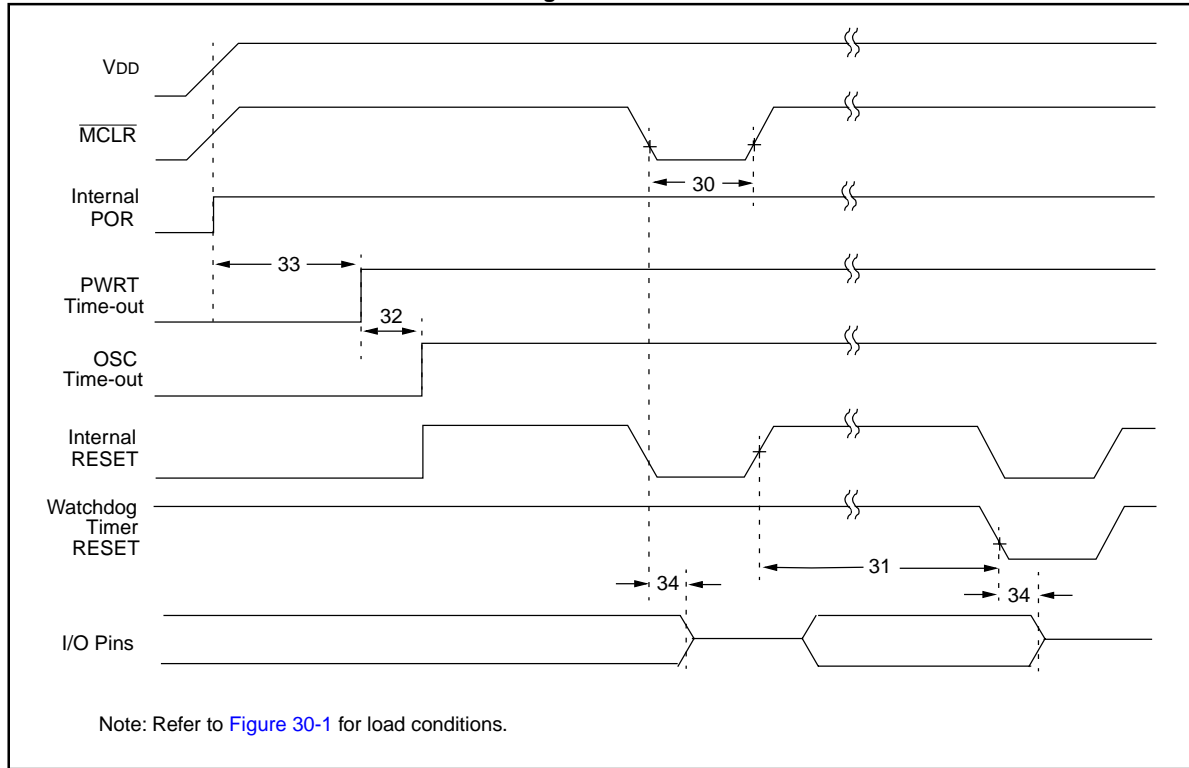 VDD
MCLR
30
Internal
POR
33
PWRT
Time-out
32
OSC
Time-out
Internal
RESET
Watchdog
Timer
RESET
31
34
34
I/O Pins
Note: Refer to Figure 30-1 for load conditions.